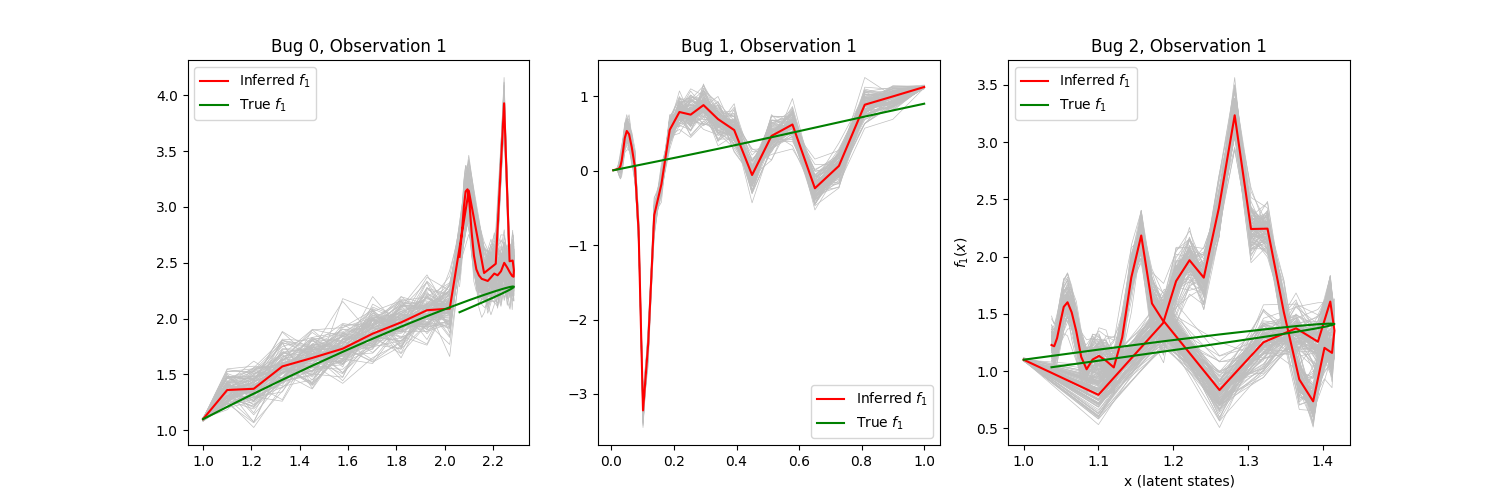 Bug 0, Observation 1
Inferred f₁
True f₁
4.0
3.5
3.0
2.5
2.0
1.5
1.0
1.0 1.2 1.4 1.6 1.8 2.0 2.2
Bug 1, Observation 1
1
0
−1
−2
−3
Inferred f₁
True f₁
0.0 0.2 0.4 0.6 0.8 1.0
Bug 2, Observation 1
Inferred f₁
True f₁
f₁(x)
3.5
3.0
2.5
2.0
1.5
1.0
0.5
1.0 1.1 1.2 1.3 1.4
x (latent states)